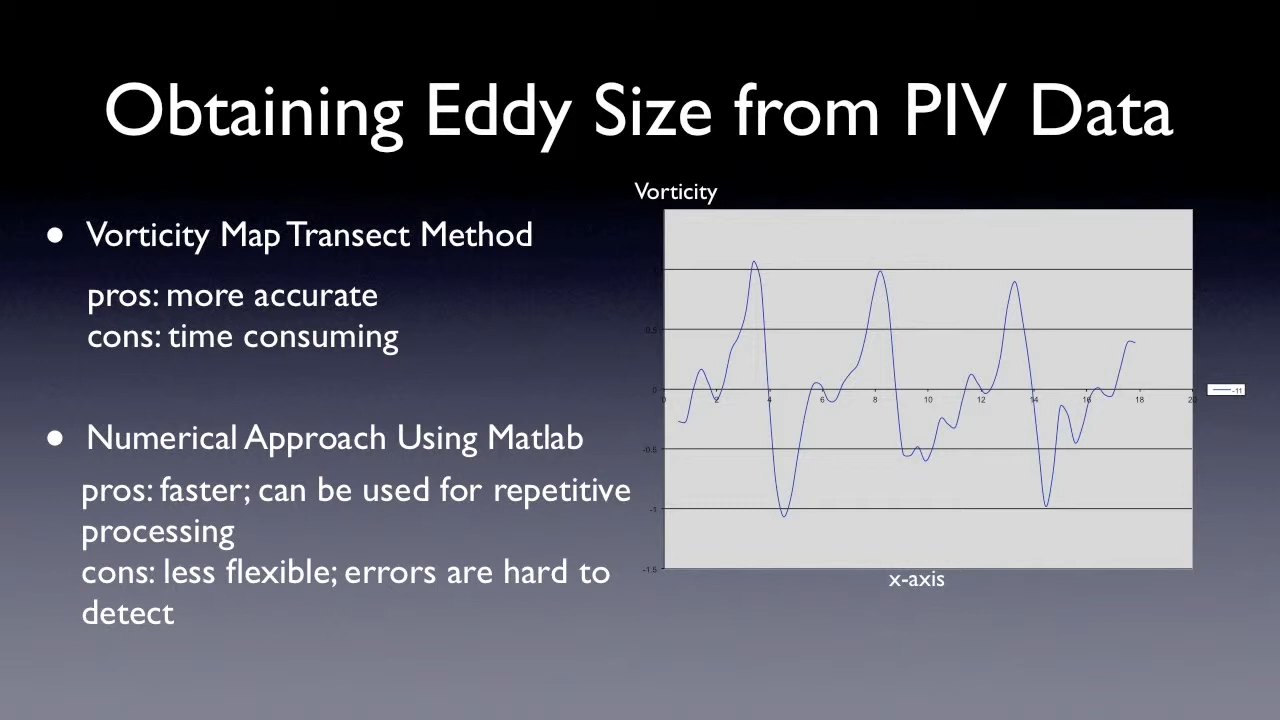 Obtaining Eddy Size from PIV Data
Vorticity
• Vorticity Map Transect Method
pros: more accurate
cons: time consuming
• Numerical Approach Using Matlab
pros: faster; can be used for repetitive
processing
cons: less flexible; errors are hard to
detect
0.5
0
-0.5
-1
-1.5
0 2 4 6 8 10 12 14 16 18 20
-11
x-axis